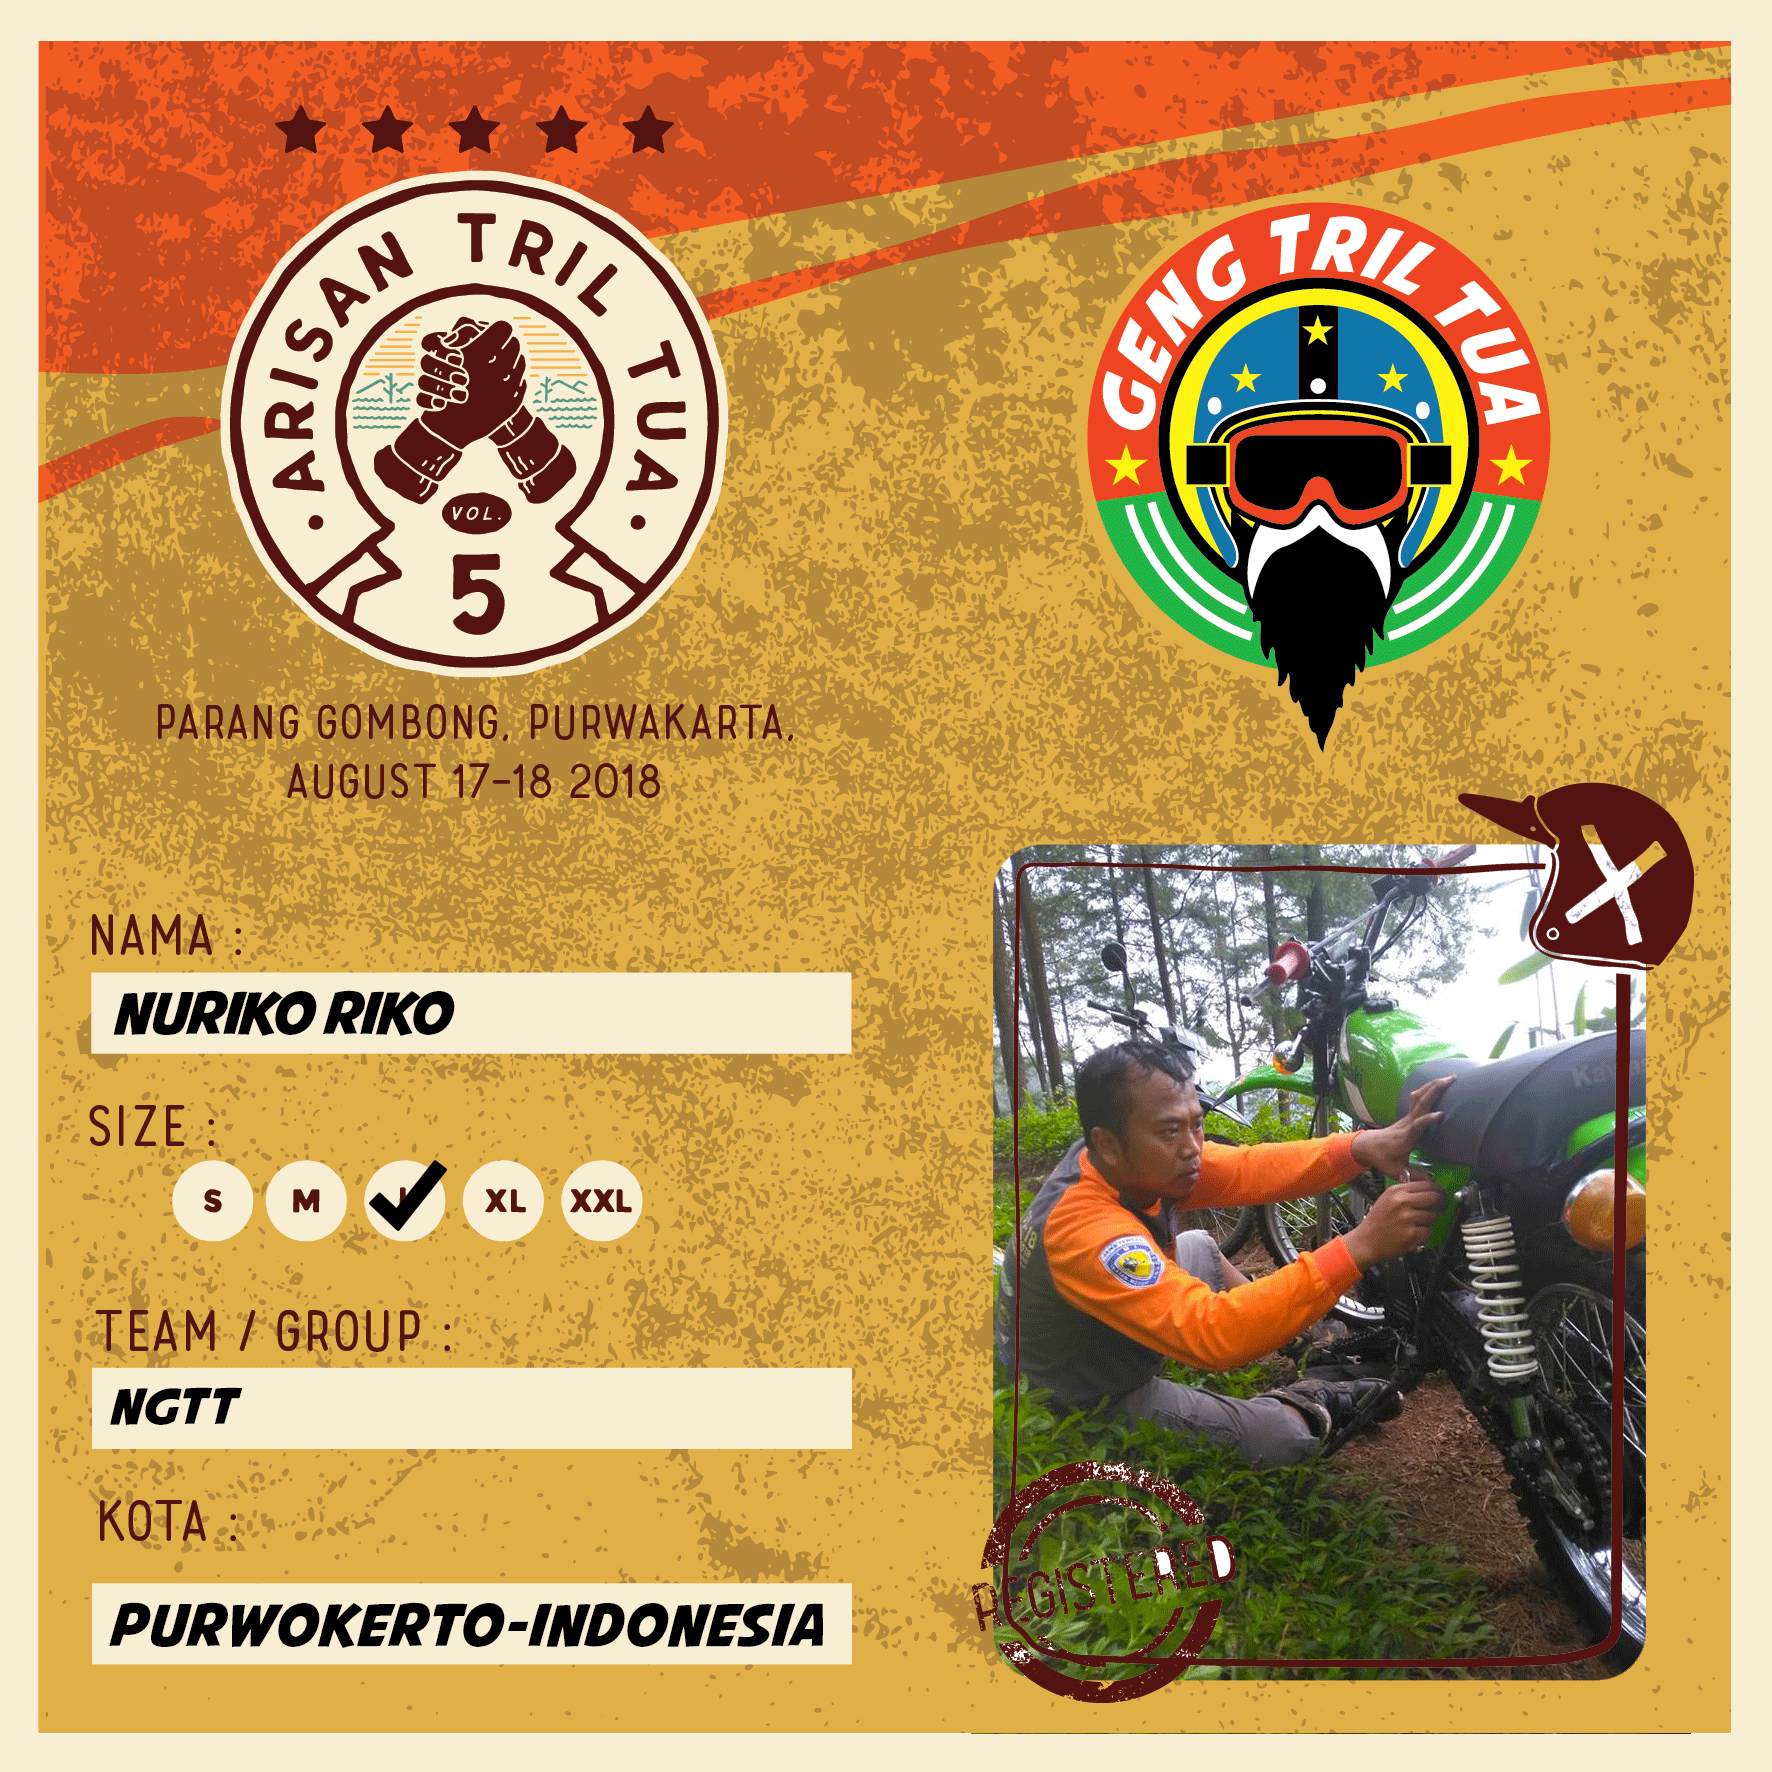 ARISAN TRIL TUA
VOL.
5
PARANG GOMBONG, PURWAKARTA,
AUGUST 17-18 2018
GENG TRIL TUA
NAMA :
NURIKO RIKO
SIZE :
S M L XL XXL
TEAM / GROUP :
NGTT
KOTA :
PURWOKERTO-INDONESIA
REGISTERED